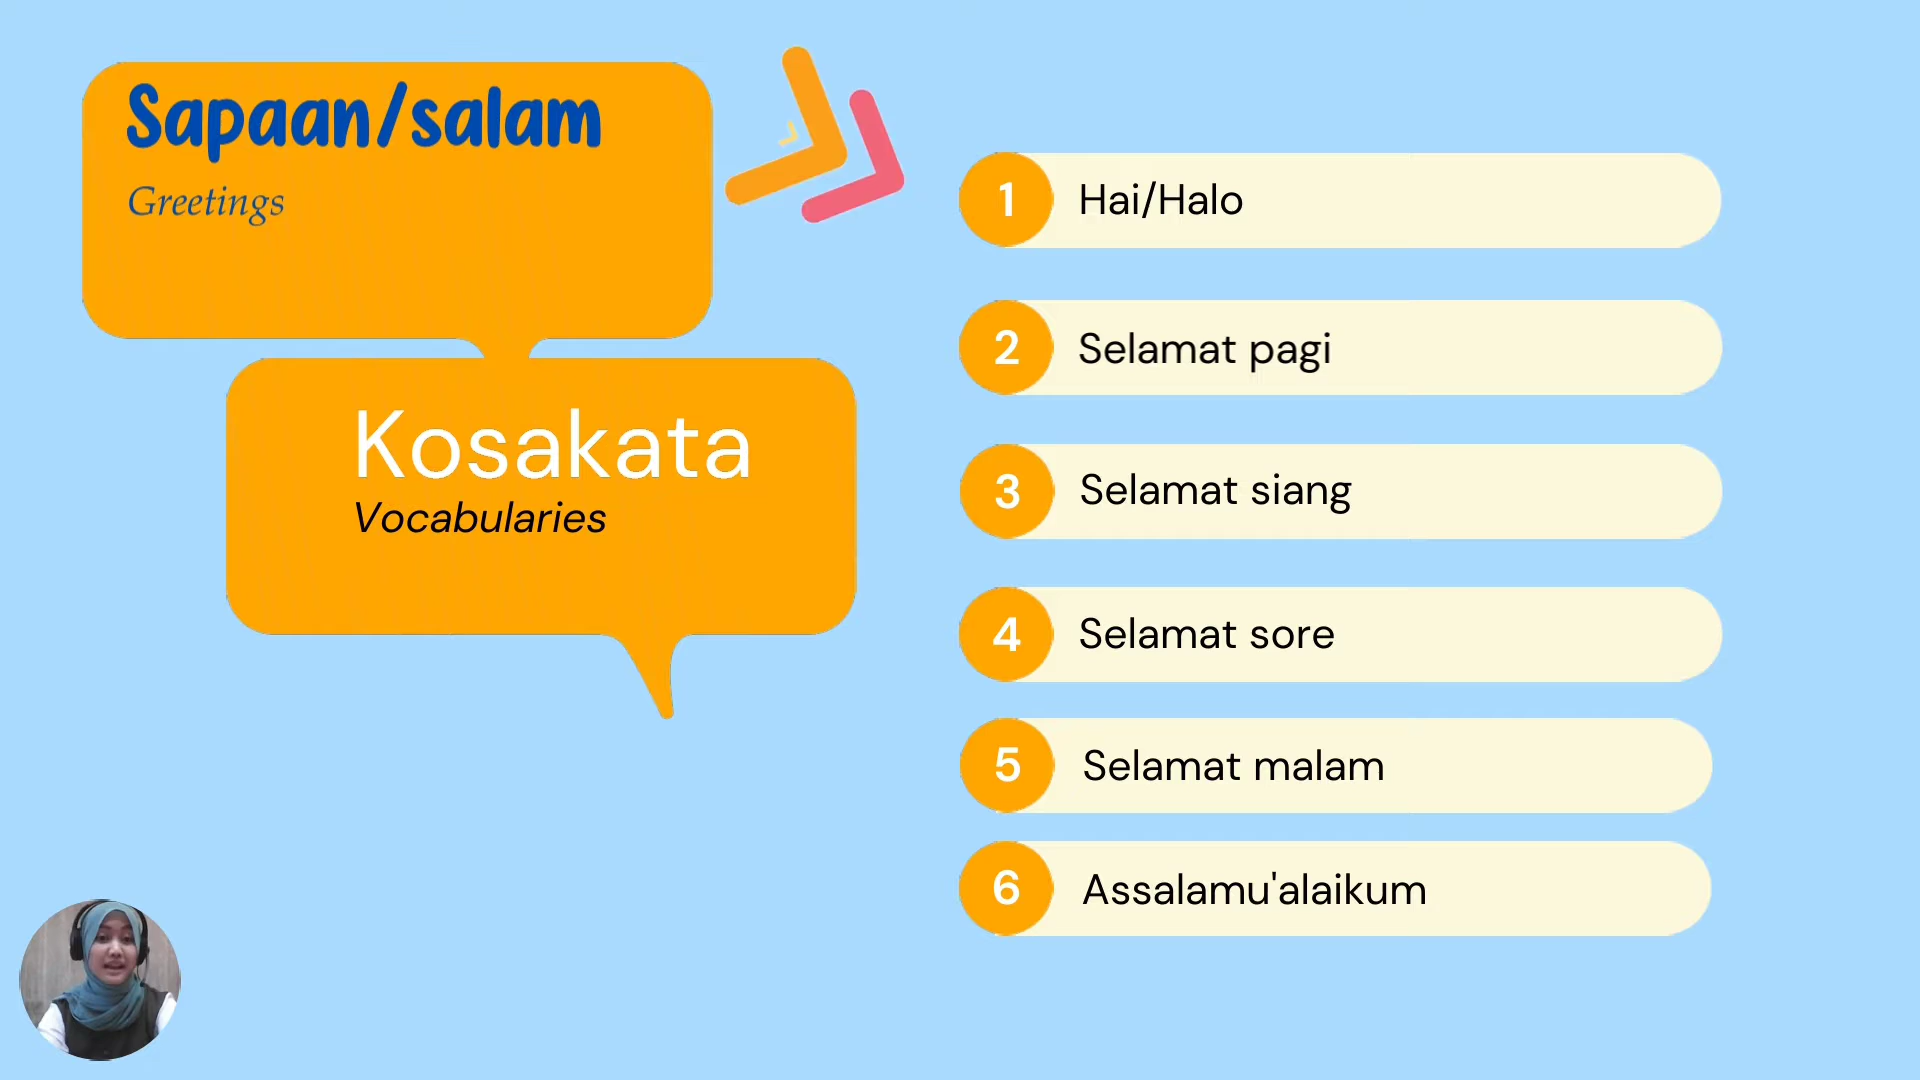 Sapaan/salam
Greetings
Kosakata
Vocabularies
1 Hai/Halo
2 Selamat pagi
3 Selamat siang
4 Selamat sore
5 Selamat malam
6 Assalamu'alaikum